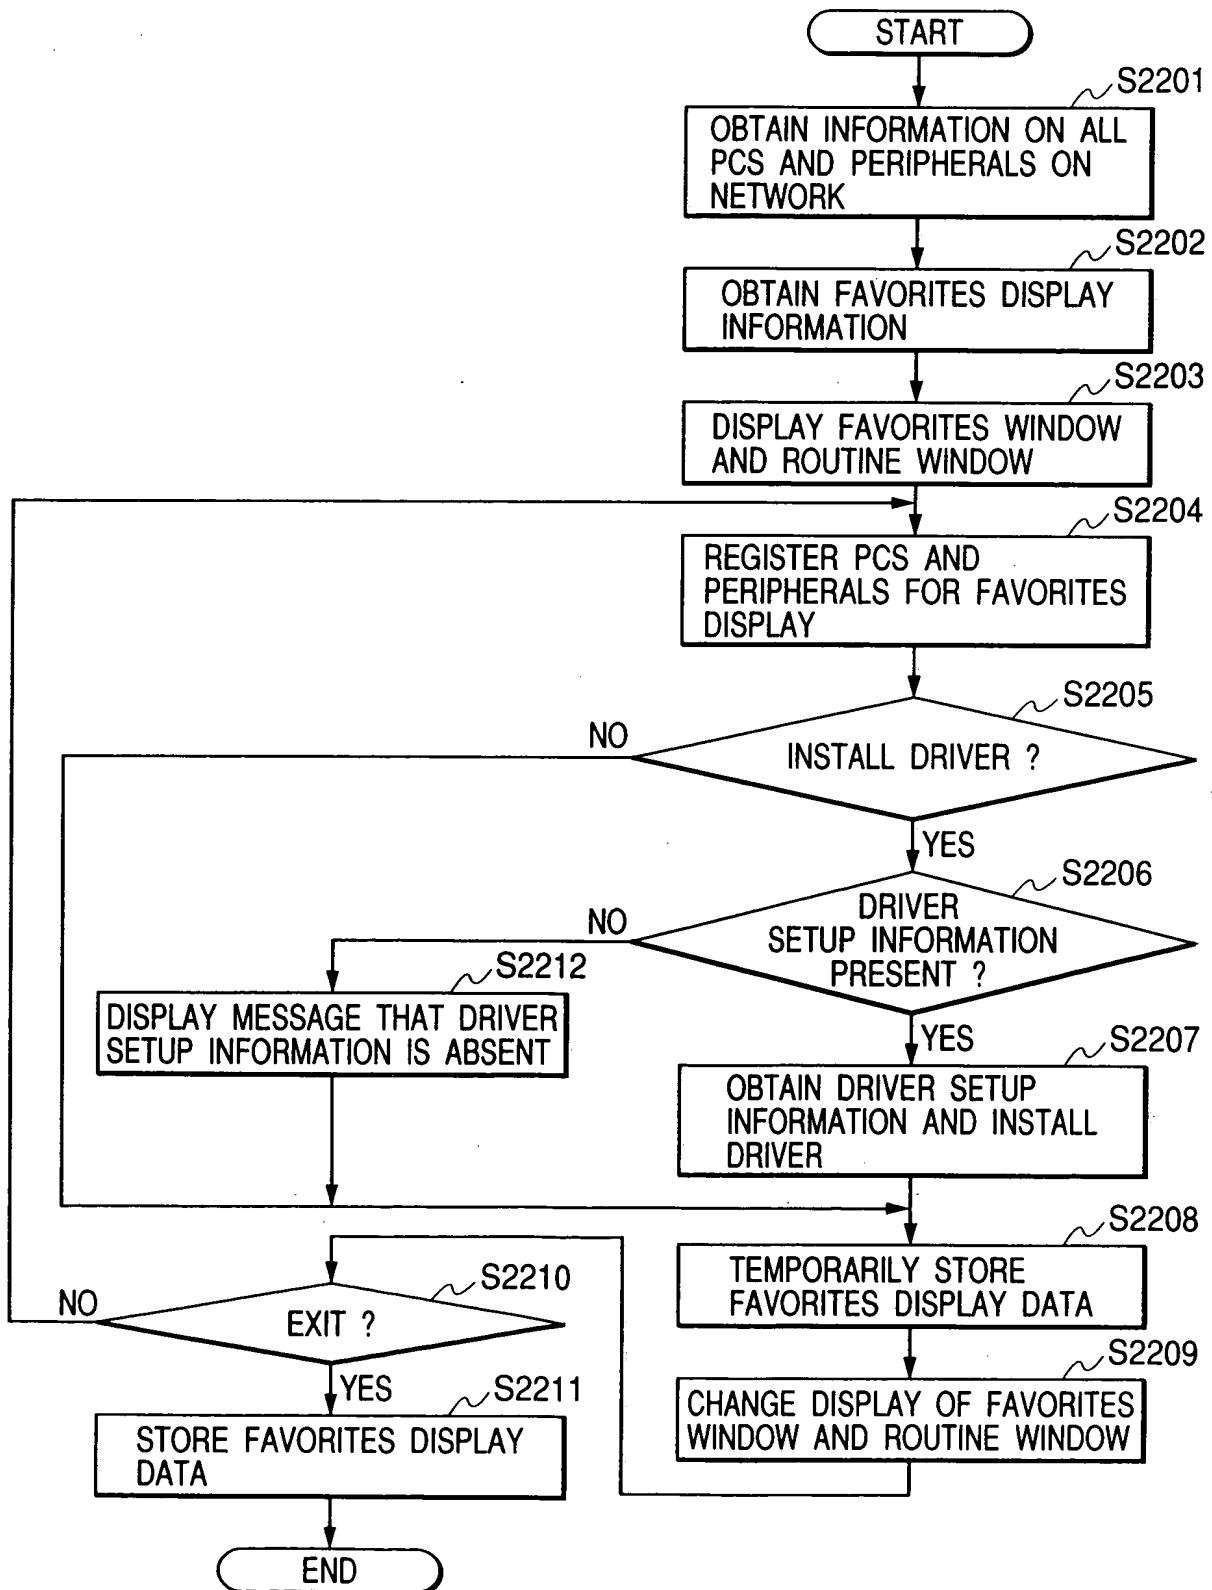 START
S2201
OBTAIN INFORMATION ON ALL
PCS AND PERIPHERALS ON
NETWORK
S2202
OBTAIN FAVORITES DISPLAY
INFORMATION
S2203
DISPLAY FAVORITES WINDOW
AND ROUTINE WINDOW
S2204
REGISTER PCS AND
PERIPHERALS FOR FAVORITES
DISPLAY
S2205
NO
INSTALL DRIVER ?
YES
S2206
NO
DRIVER
SETUP INFORMATION
PRESENT ?
S2212
DISPLAY MESSAGE THAT DRIVER
SETUP INFORMATION IS ABSENT
YES
S2207
OBTAIN DRIVER SETUP
INFORMATION AND INSTALL
DRIVER
S2208
TEMPORARILY STORE
FAVORITES DISPLAY DATA
S2209
CHANGE DISPLAY OF FAVORITES
WINDOW AND ROUTINE WINDOW
S2210
NO
EXIT ?
YES
S2211
STORE FAVORITES DISPLAY
DATA
END